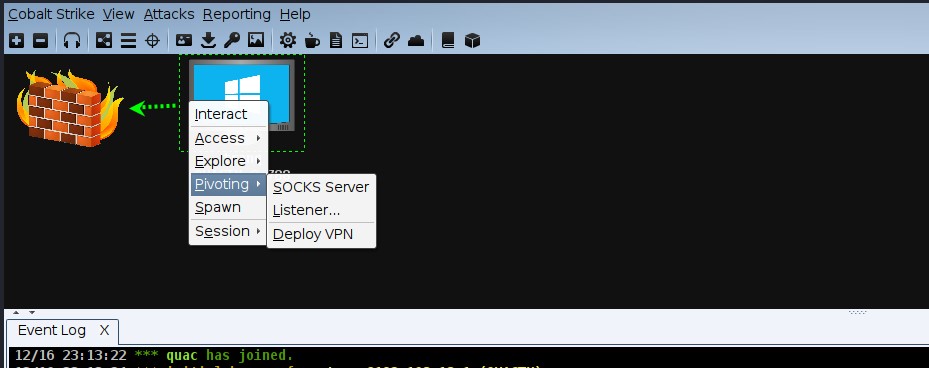 Cobalt Strike View Attacks Reporting Help
Interact
Access
Explore
Pivoting
Spawn
Session
SOCKS Server
Listener...
Deploy VPN
Event Log X
12/16 23:13:22 *** quac has joined.